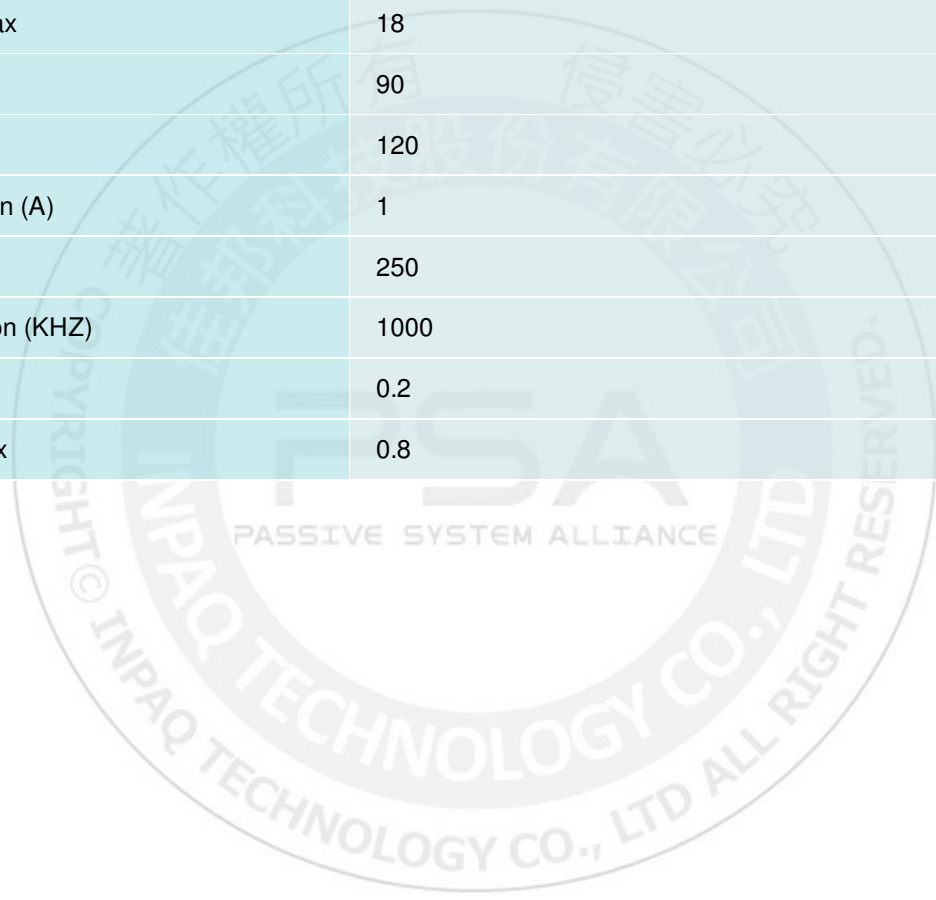 ax 18
90
120
n (A) 1
250
on (KHZ) 1000
0.2
x 0.8
著作權所有 侵害必究
佳邦科技股份有限公司
PSA
PASSIVE SYSTEM ALLIANCE
INPAQ TECHNOLOGY CO., LTD
COPYRIGHT © INPAQ TECHNOLOGY CO., LTD ALL RIGHT RESERVED.